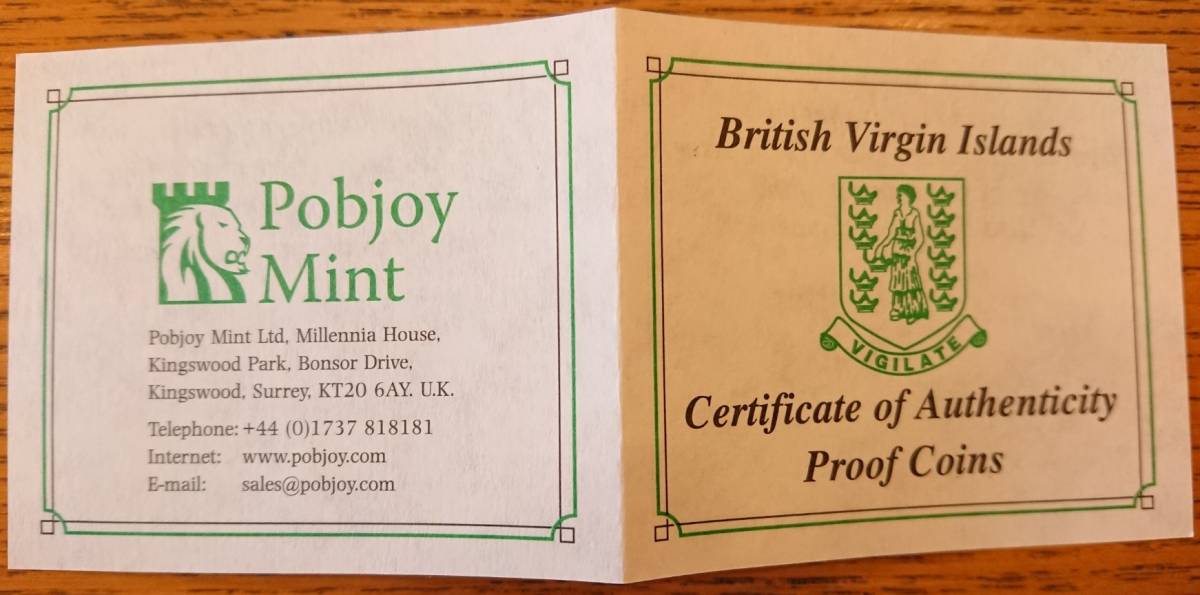 Pobjoy
Mint
Pobjoy Mint Ltd, Millennia House,
Kingswood Park, Bonsor Drive,
Kingswood, Surrey, KT20 6AY. U.K.
Telephone: +44 (0)1737 818181
Internet: www.pobjoy.com
E-mail: sales@pobjoy.com
British Virgin Islands
VIGILATE
Certificate of Authenticity
Proof Coins